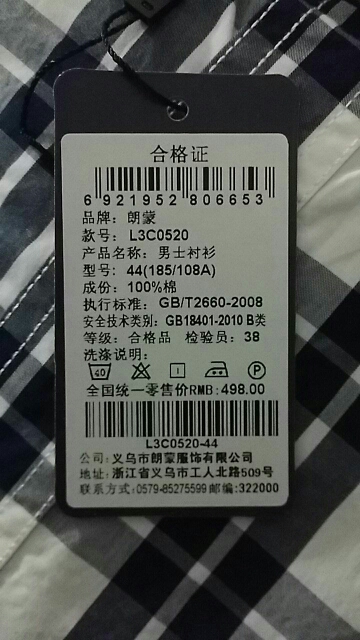 合格证
6 921952 806653
品牌：朗蒙
款号：L3C0520
产品名称：男士衬衫
型号：44(185/108A)
成份：100%棉
执行标准：GB/T2660-2008
安全技术类别：GB18401-2010 B类
等级：合格品 检验员：38
洗涤说明：
40 P
全国统一零售价RMB：498.00
L3C0520-44
公司：义乌市朗蒙服饰有限公司
地址：浙江省义乌市工人北路509号
联系方式：0579-85275599 邮编：322000